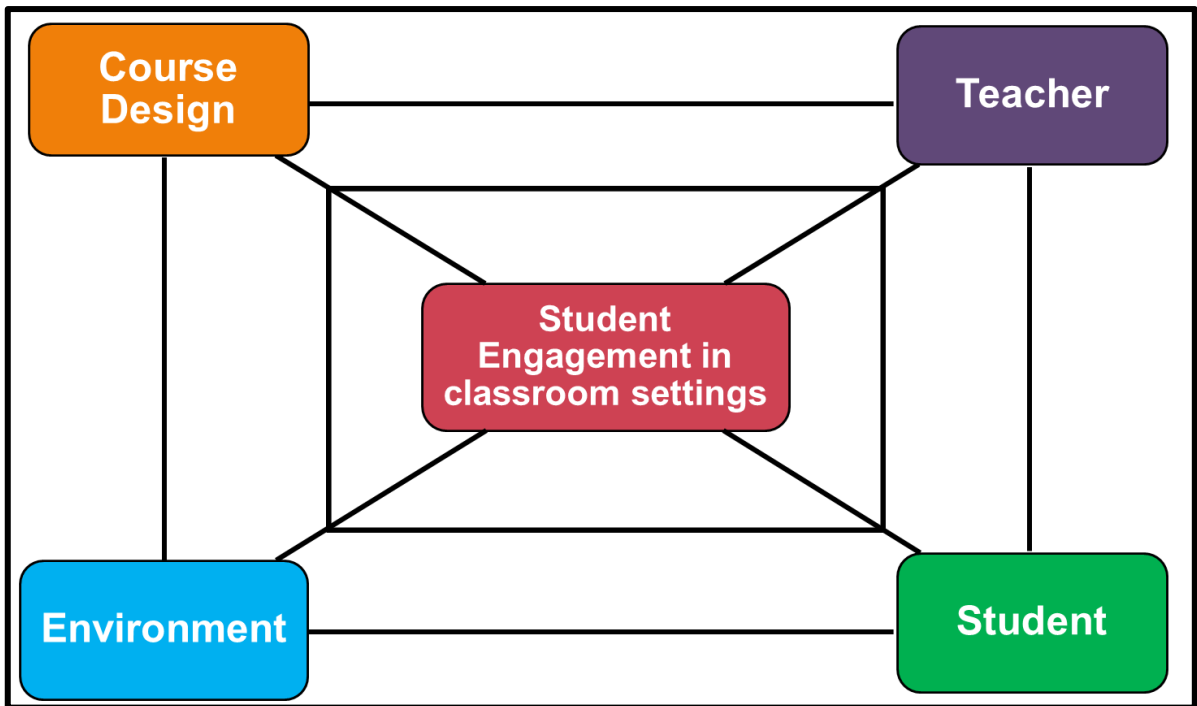 Course
Design
Teacher
Student
Engagement in
classroom settings
Environment
Student